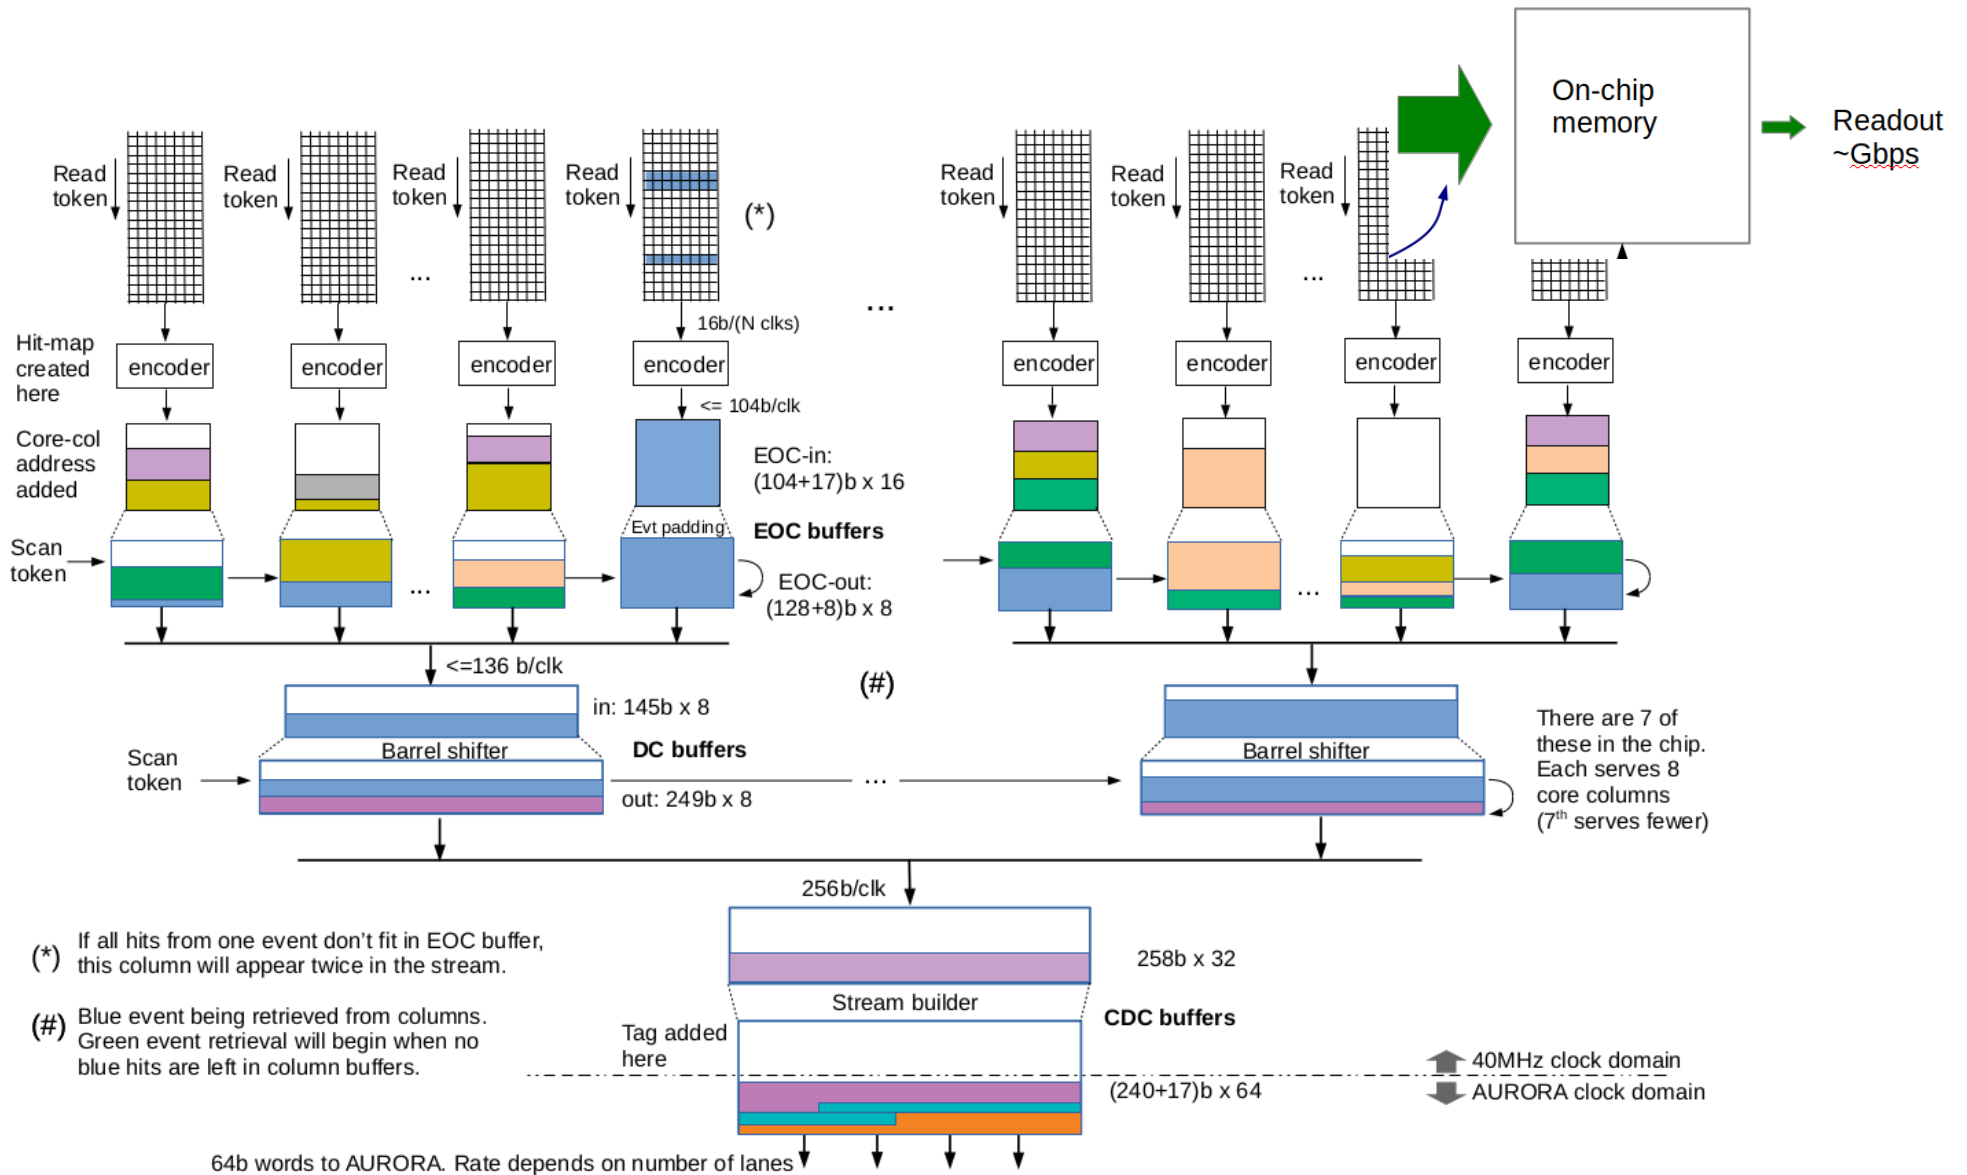 On-chip
memory
Readout
~Gbps
Read
token
Read
token
Read
token
Read
token
(*)
Read
token
Read
token
Read
token
...
...
...
16b/(N clks)
Hit-map
created
here
encoder
encoder
encoder
encoder
encoder
encoder
encoder
encoder
<= 104b/clk
Core-col
address
added
EOC-in:
(104+17)b x 16
Evt padding
EOC buffers
Scan
token
...
EOC-out:
(128+8)b x 8
...
<=136 b/clk
(#)
in: 145b x 8
Barrel shifter
DC buffers
Barrel shifter
Scan
token
...
out: 249b x 8
There are 7 of
these in the chip.
Each serves 8
core columns
(7th serves fewer)
256b/clk
(*) If all hits from one event don't fit in EOC buffer,
this column will appear twice in the stream.
258b x 32
Stream builder
(#) Blue event being retrieved from columns.
Green event retrieval will begin when no
blue hits are left in column buffers.
CDC buffers
Tag added
here
40MHz clock domain
(240+17)b x 64
AURORA clock domain
64b words to AURORA. Rate depends on number of lanes